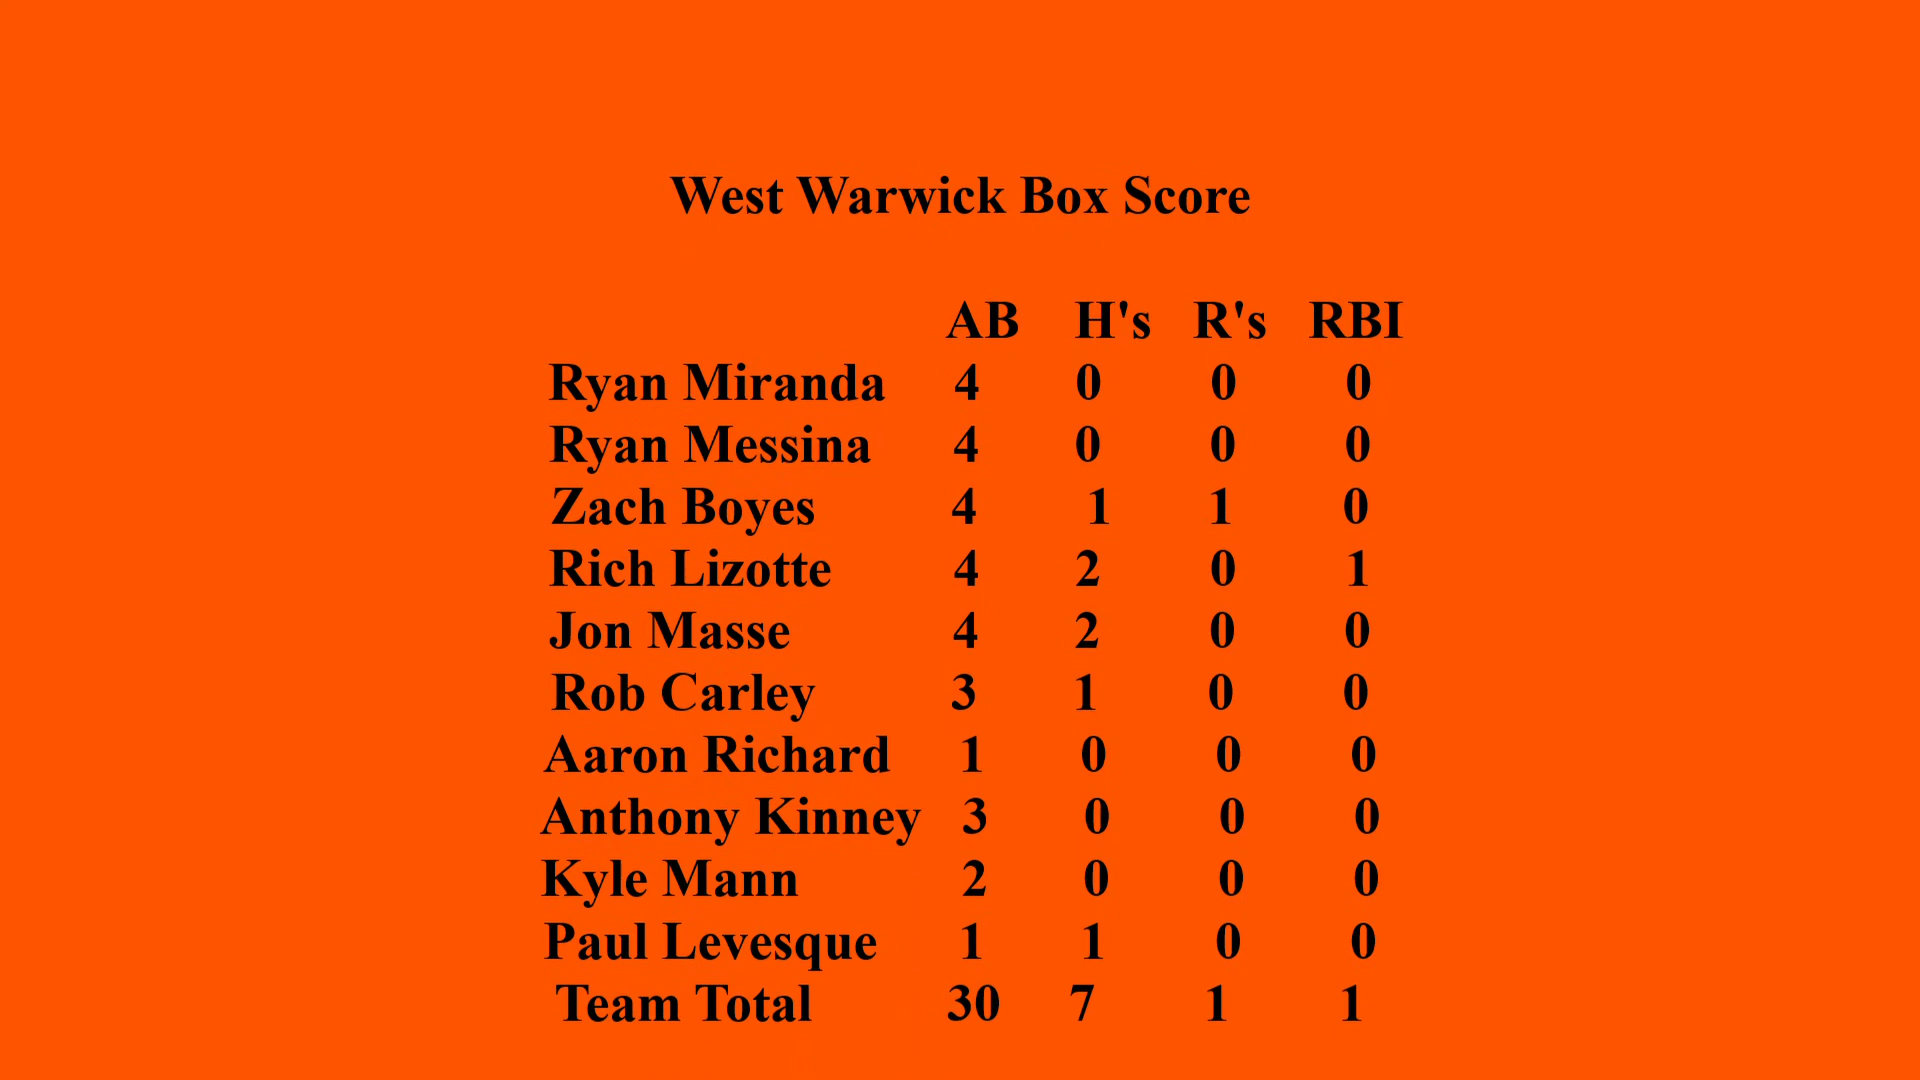 West Warwick Box Score
AB H's R's RBI
Ryan Miranda 4 0 0 0
Ryan Messina 4 0 0 0
Zach Boyes 4 1 1 0
Rich Lizotte 4 2 0 1
Jon Masse 4 2 0 0
Rob Carley 3 1 0 0
Aaron Richard 1 0 0 0
Anthony Kinney 3 0 0 0
Kyle Mann 2 0 0 0
Paul Levesque 1 1 0 0
Team Total 30 7 1 1